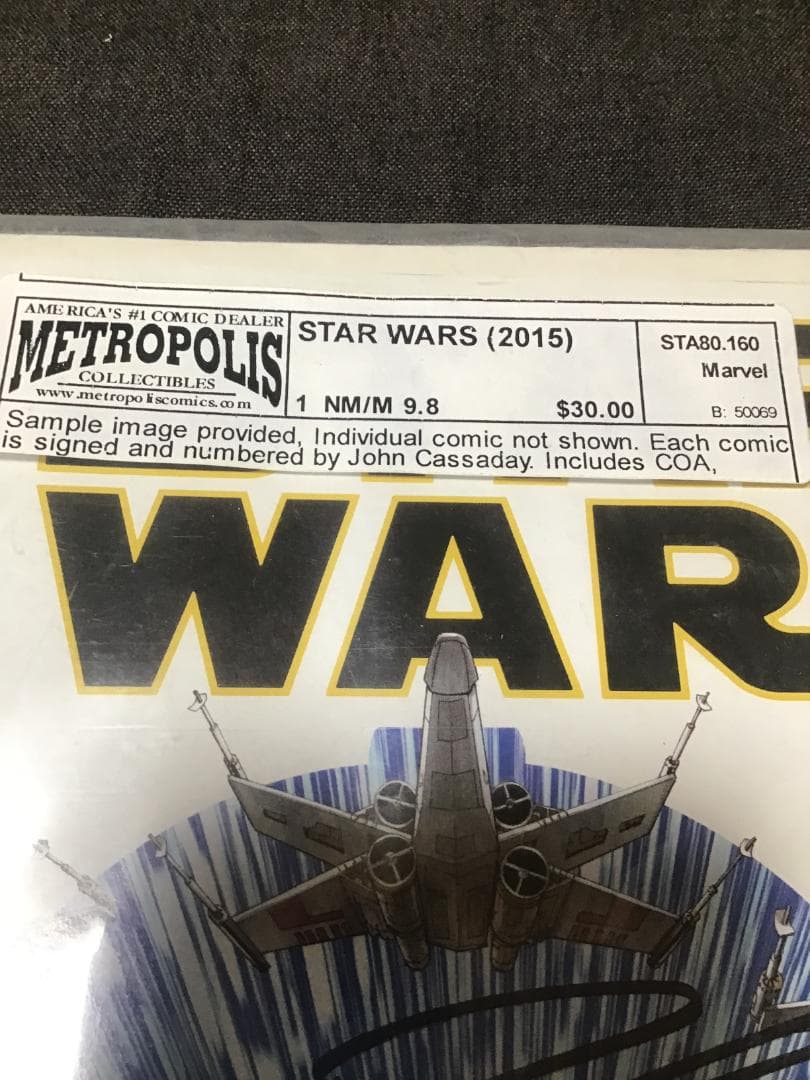 AMERICA'S #1 COMIC DEALER
METROPOLIS
COLLECTIBLES
www.metropoliscomics.com
STAR WARS (2015)
1 NM/M 9.8 $30.00
STA80.160
Marvel
B: 50069
Sample image provided, Individual comic not shown. Each comic
is signed and numbered by John Cassaday. Includes COA,
WAR